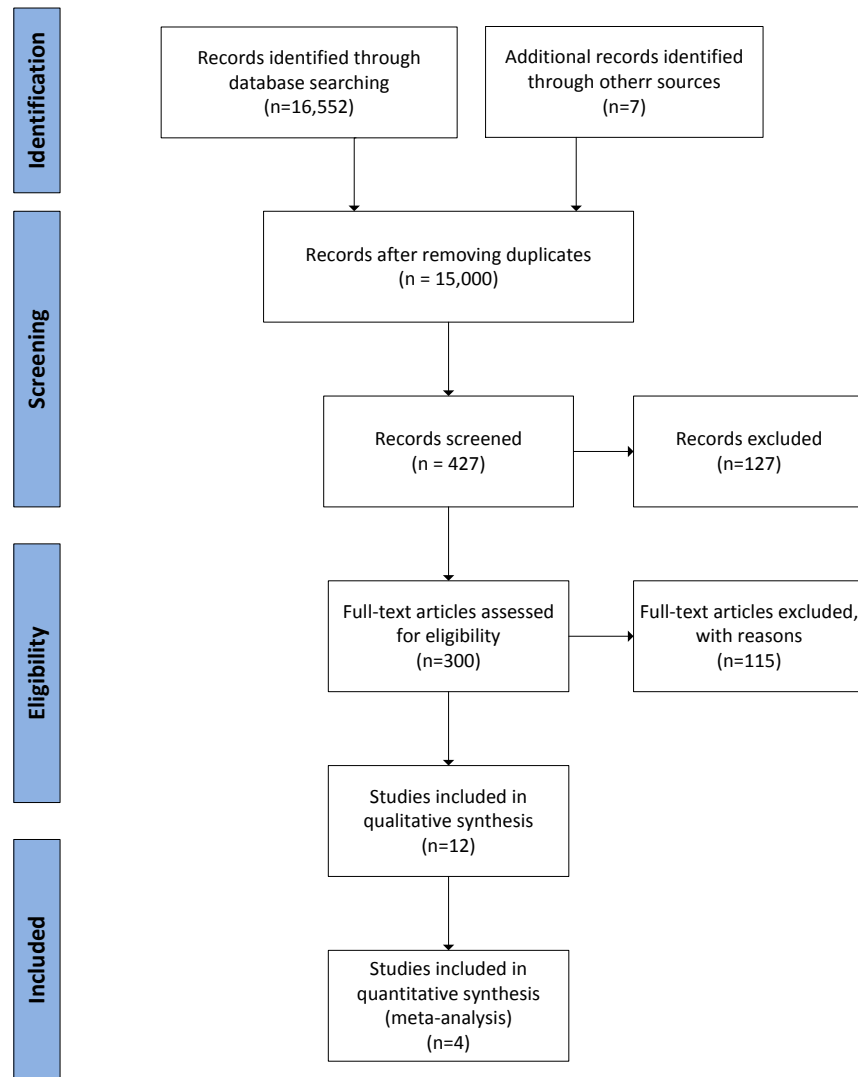 Identification
Records identified through
database searching
(n=16,552)
Additional records identified
through otherr sources
(n=7)
Screening
Records after removing duplicates
(n = 15,000)
Records screened
(n = 427)
Records excluded
(n=127)
Eligibility
Full-text articles assessed
for eligibility
(n=300)
Full-text articles excluded,
with reasons
(n=115)
Studies included in
qualitative synthesis
(n=12)
Included
Studies included in
quantitative synthesis
(meta-analysis)
(n=4)